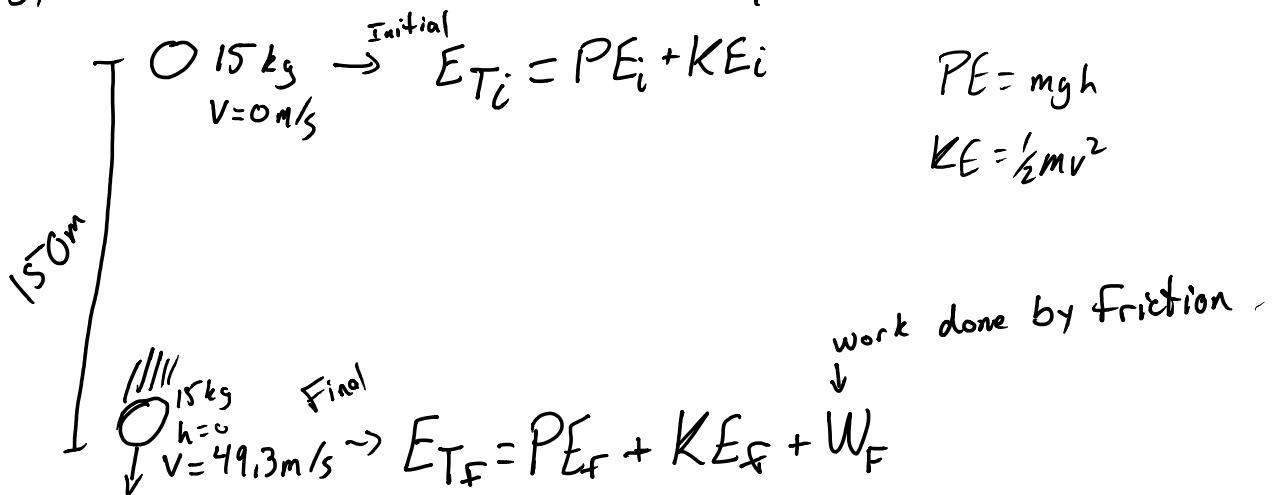 Initial
15 kg → E_Ti = PE_i + KE_i
V=0 m/s
PE = mgh
KE = ½mv²
150m
work done by friction
↓
15kg
h=0
Final
V=49.3m/s → E_Tf = PE_f + KE_f + W_F